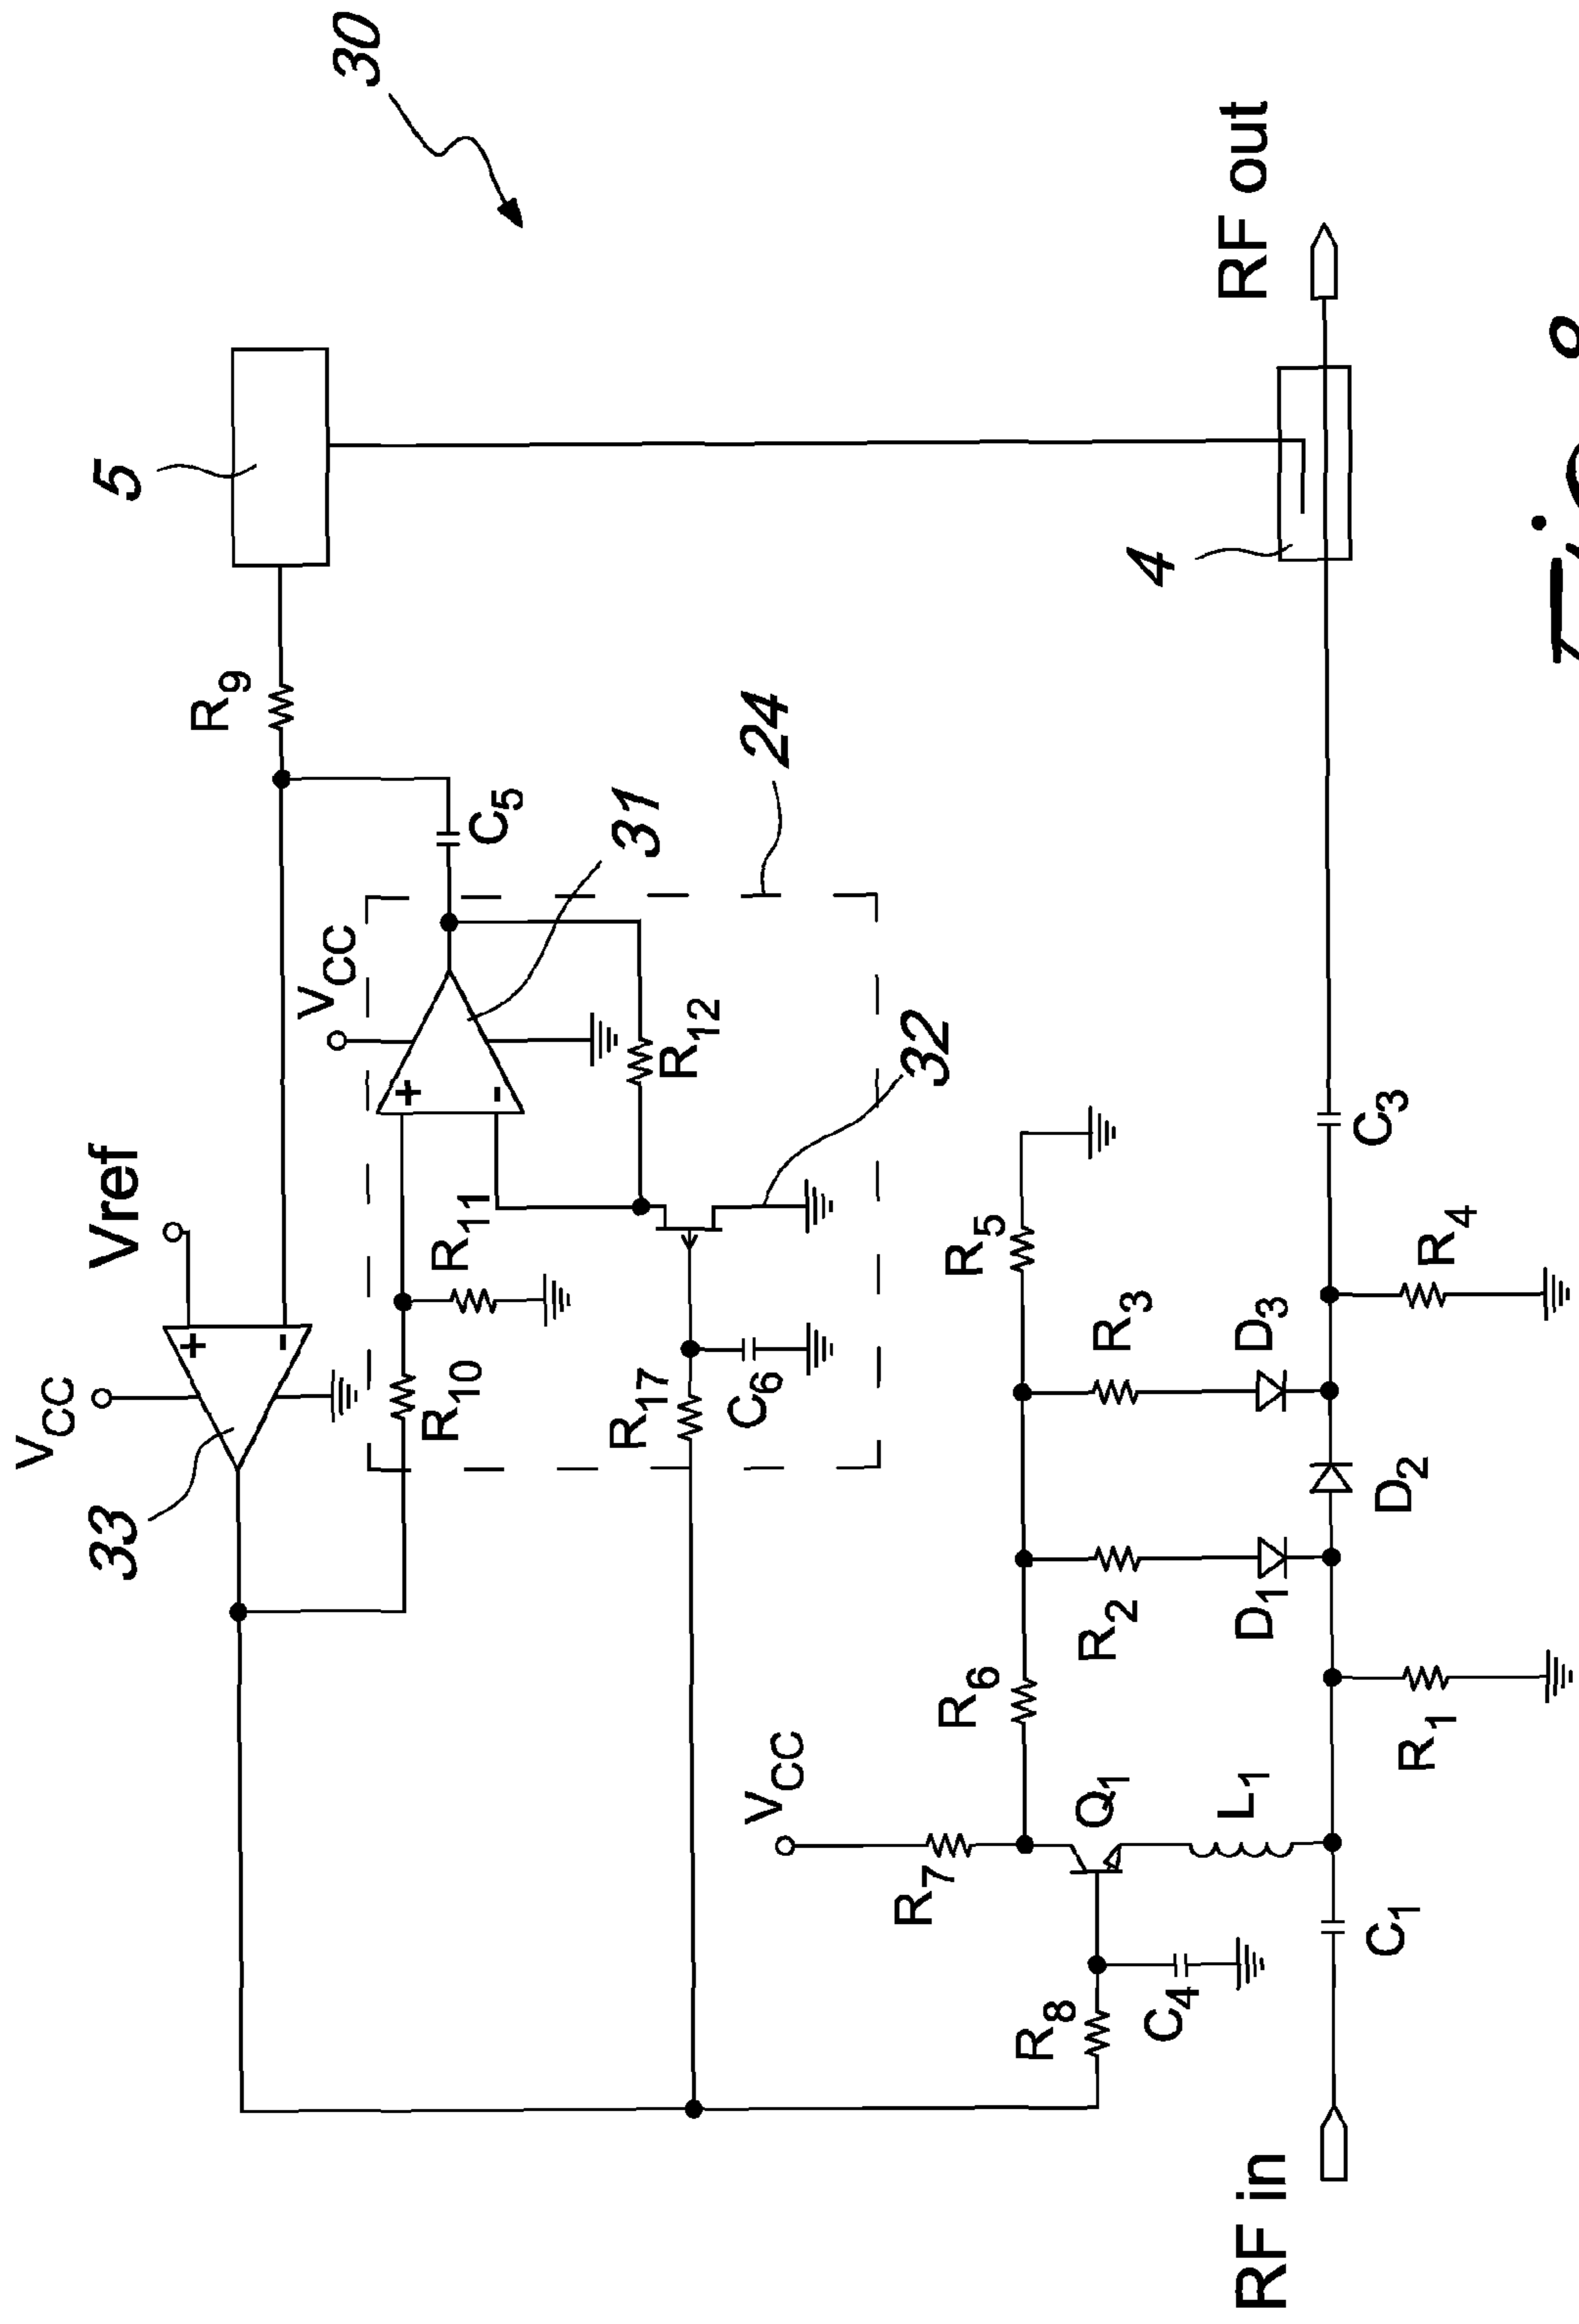 30
5
R9
Vref
VCC
33
VCC
C5
31
24
R10
R11
R12
32
R17
C6
RF out
4
VCC
R7
R6
R5
R8
Q1
R2
R3
C4
L1
D1
D3
RF in
C1
R1
D2
R4
C3